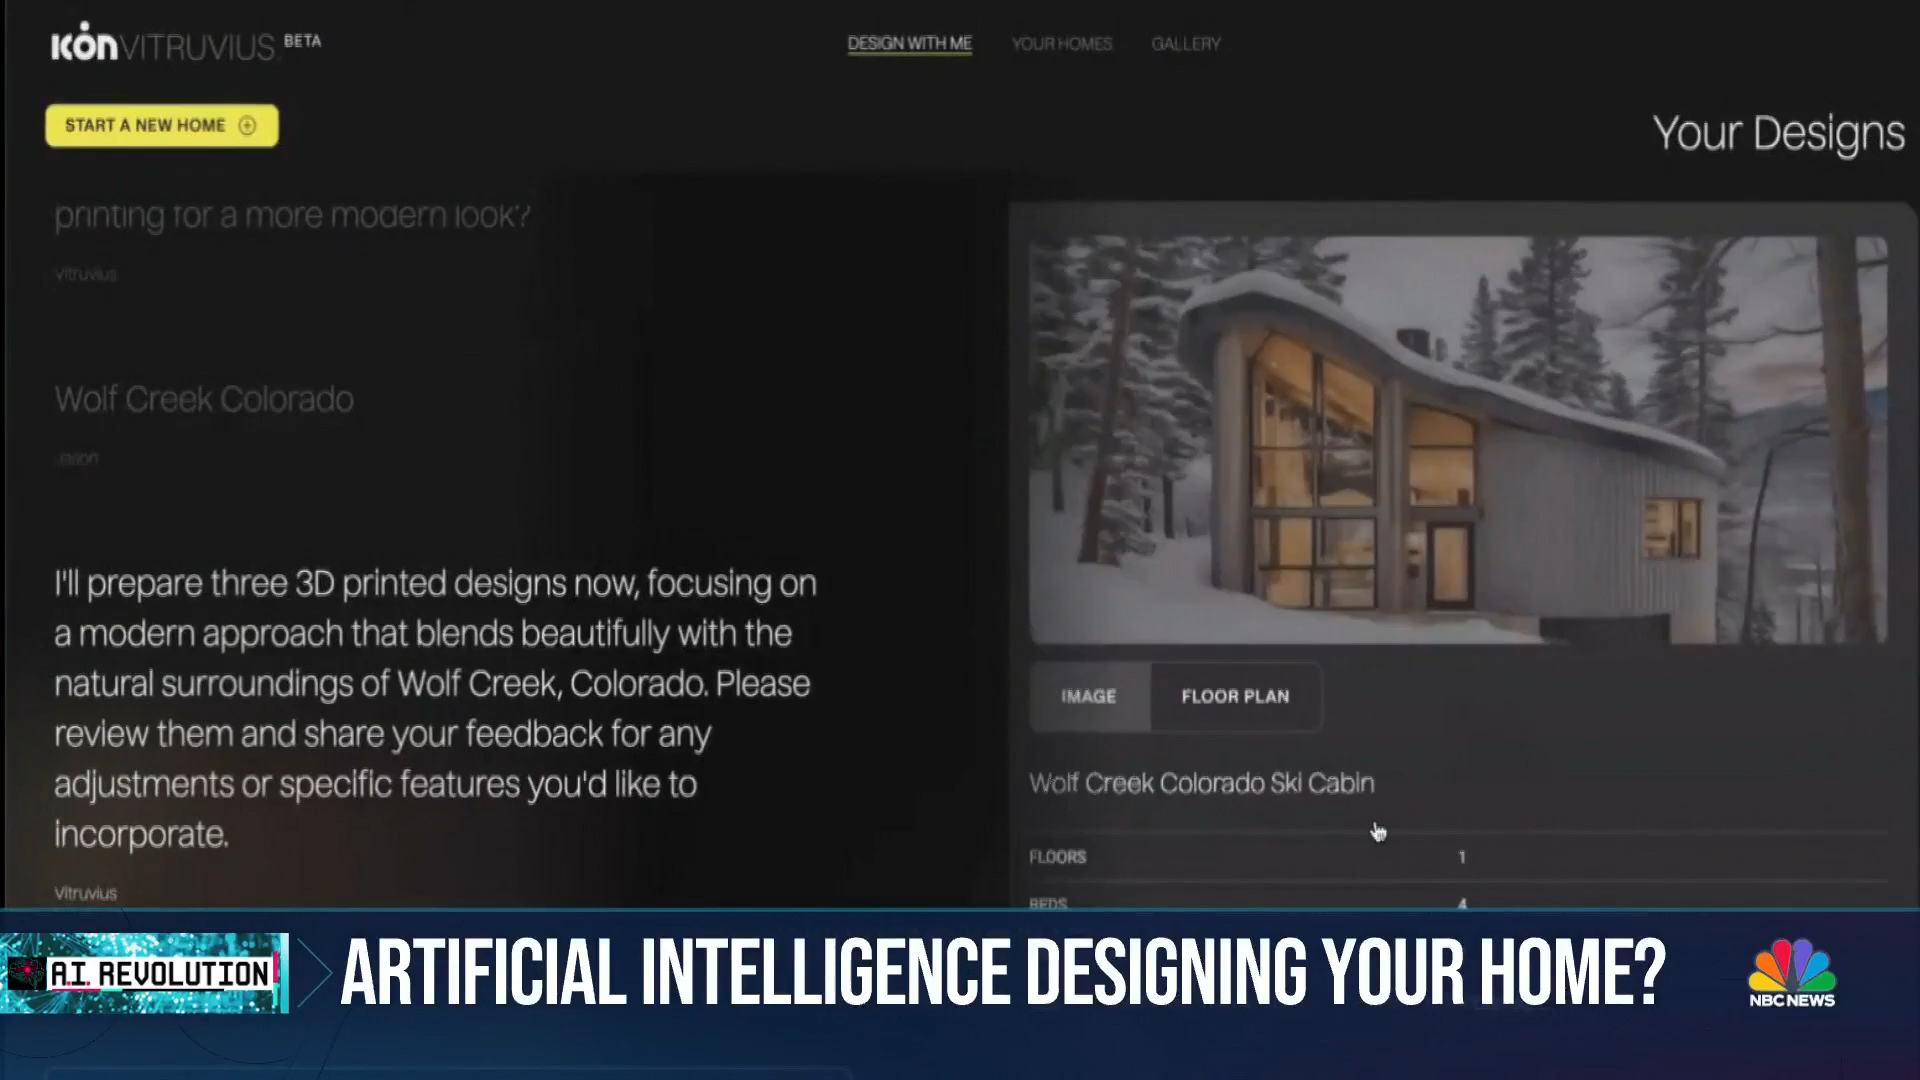 ICON VITRUVIUS BETA
DESIGN WITH ME
YOUR HOMES
GALLERY
START A NEW HOME
Your Designs
printing for a more modern look?
Vitruvius
Wolf Creek Colorado
Jason
I'll prepare three 3D printed designs now, focusing on
a modern approach that blends beautifully with the
natural surroundings of Wolf Creek, Colorado. Please
review them and share your feedback for any
adjustments or specific features you'd like to
incorporate.
Vitruvius
IMAGE
FLOOR PLAN
Wolf Creek Colorado Ski Cabin
FLOORS 1
BEDS 4
A.I. REVOLUTION
ARTIFICIAL INTELLIGENCE DESIGNING YOUR HOME?
NBC NEWS